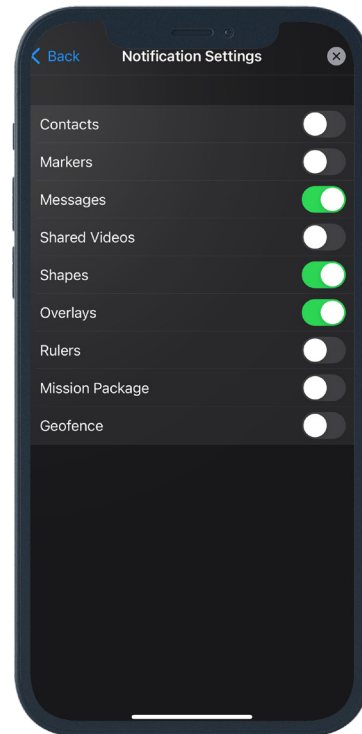 Back
Notification Settings
Contacts
Markers
Messages
Shared Videos
Shapes
Overlays
Rulers
Mission Package
Geofence